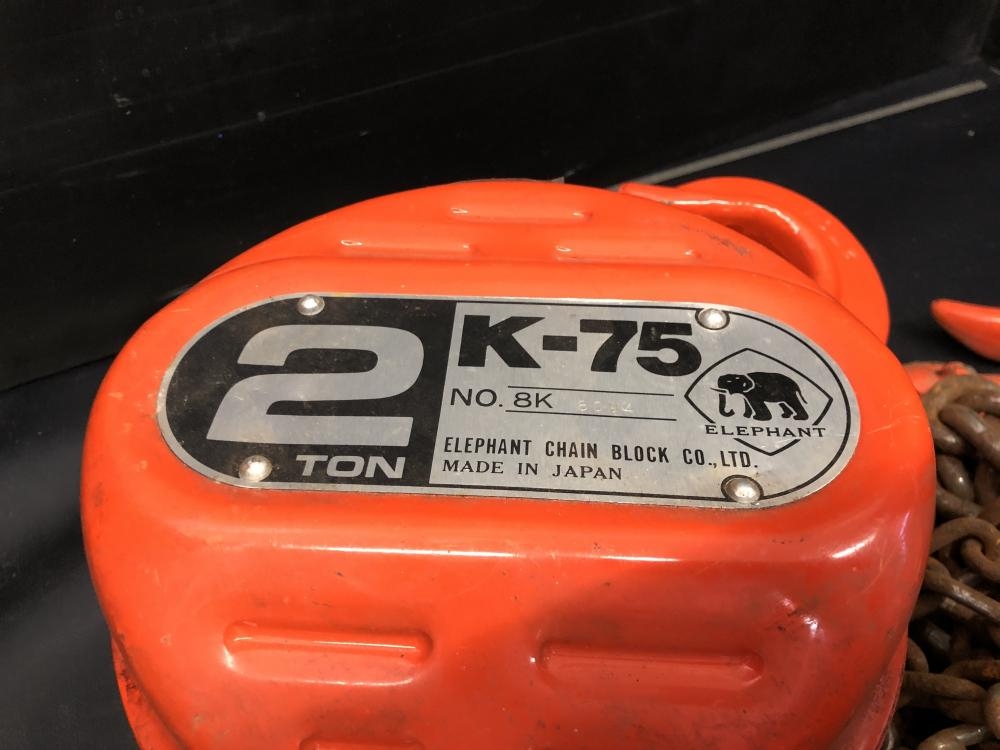 2
TON
K-75
NO. 8K
ELEPHANT CHAIN BLOCK CO.,LTD.
MADE IN JAPAN
ELEPHANT